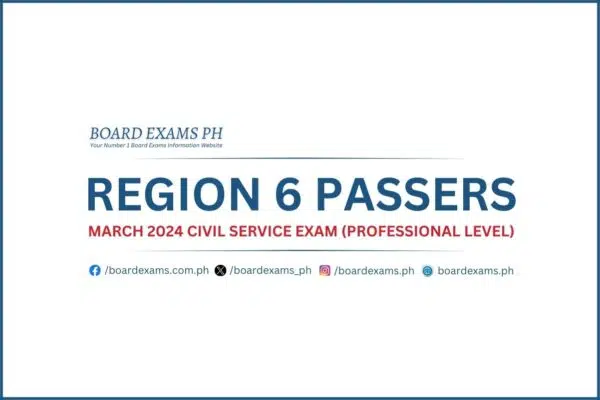 BOARD EXAMS PH
Your Number 1 Board Exams Information Website
REGION 6 PASSERS
MARCH 2024 CIVIL SERVICE EXAM (PROFESSIONAL LEVEL)
/boardexams.com.ph /boardexams_ph /boardexams.ph boardexams.ph